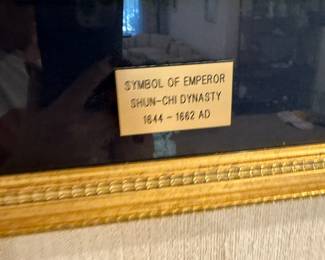 SYMBOL OF EMPEROR
SHUN-CHI DYNASTY
1644 - 1662 AD